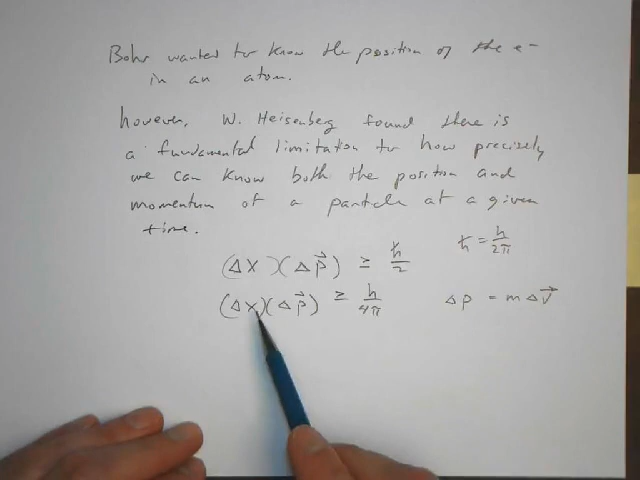 Bohr wanted to know the position of the e-
in an atom.
however, W. Heisenberg found there is
a fundamental limitation to how precisely
we can know both the position and
momentum of a particle at a given
time.
(Δx)(Δp⃗) ≥ ℏ/2    ℏ = h/2π
(Δx)(Δp⃗) ≥ h/4π    Δp = mΔv⃗